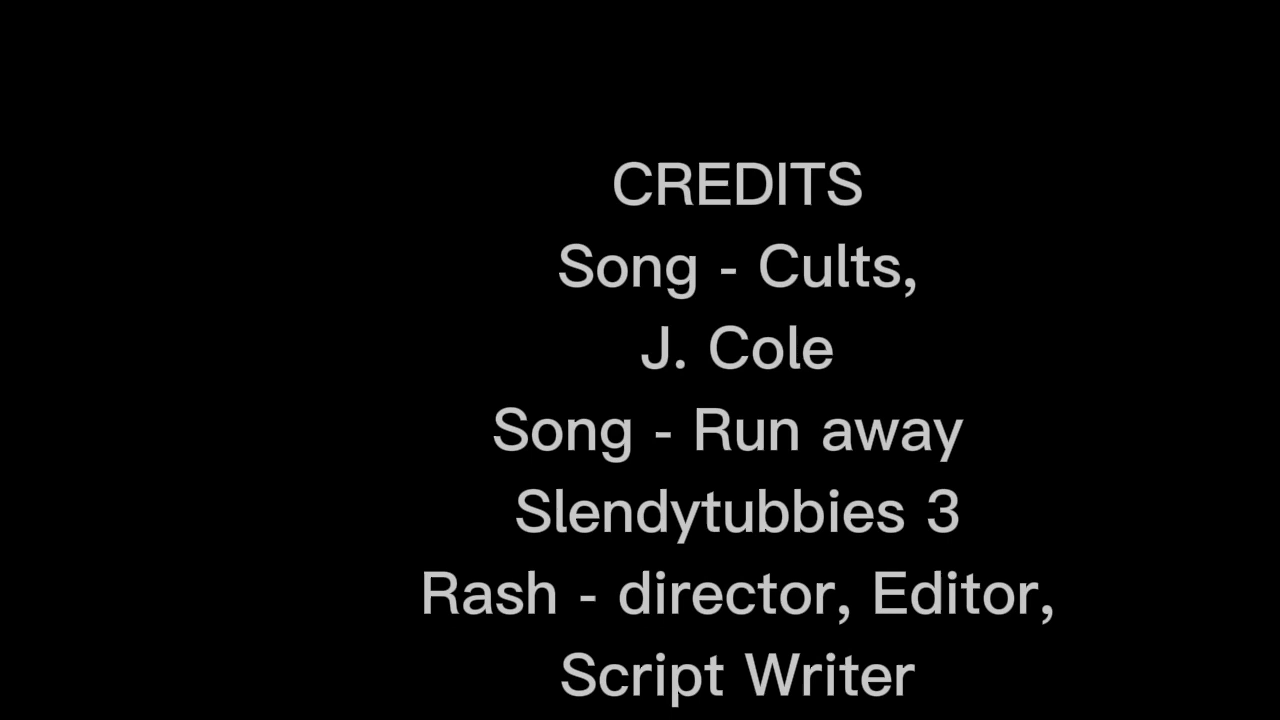 CREDITS
Song - Cults,
J. Cole
Song - Run away
Slendytubbies 3
Rash - director, Editor,
Script Writer